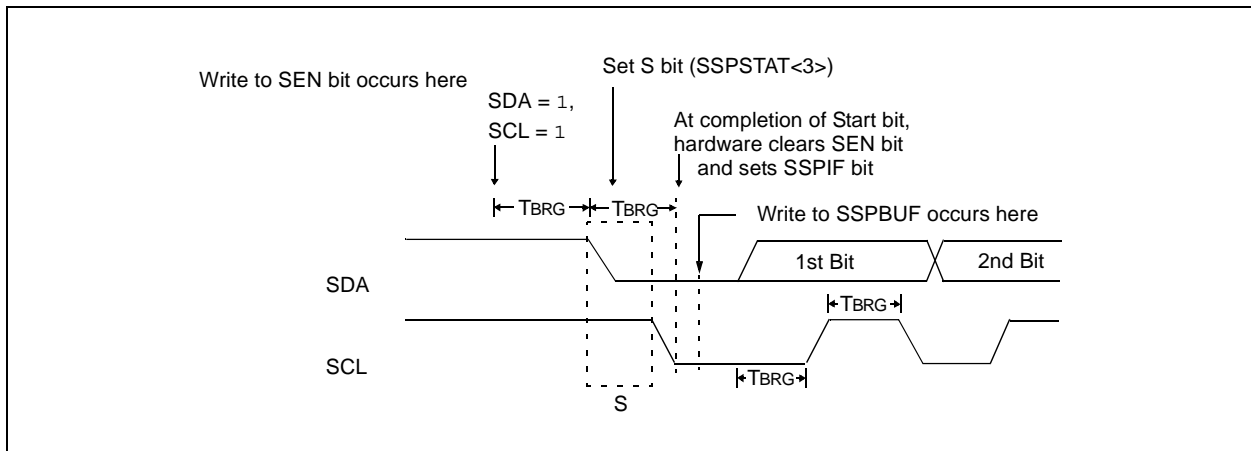 Write to SEN bit occurs here
Set S bit (SSPSTAT<3>)
SDA = 1,
SCL = 1
At completion of Start bit,
hardware clears SEN bit
and sets SSPIF bit
TBRG
TBRG
Write to SSPBUF occurs here
SDA
1st Bit
2nd Bit
TBRG
SCL
TBRG
S